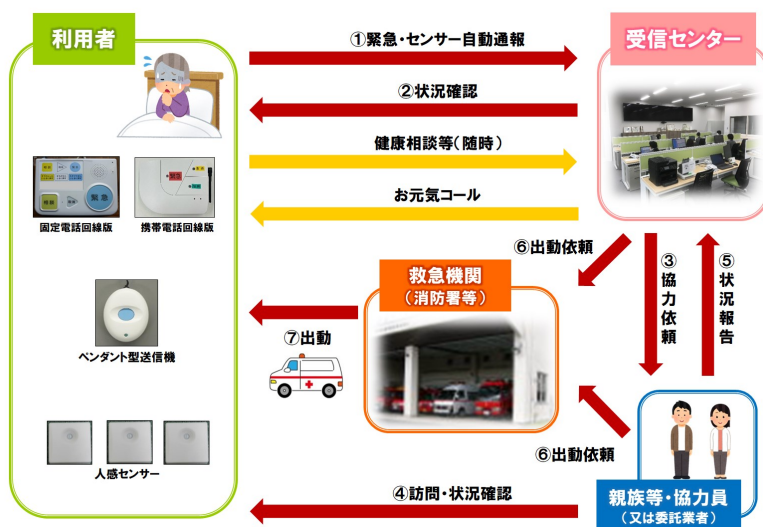 利用者
受信センター
①緊急・センサー自動通報
②状況確認
健康相談等(随時)
お元気コール
緊急
緊急
固定電話回線版
携帯電話回線版
⑥出動依頼
③協力依頼
⑤状況報告
救急機関
(消防署等)
⑦出動
ペンダント型送信機
人感センサー
⑥出動依頼
④訪問・状況確認
親族等・協力員
(又は委託業者)